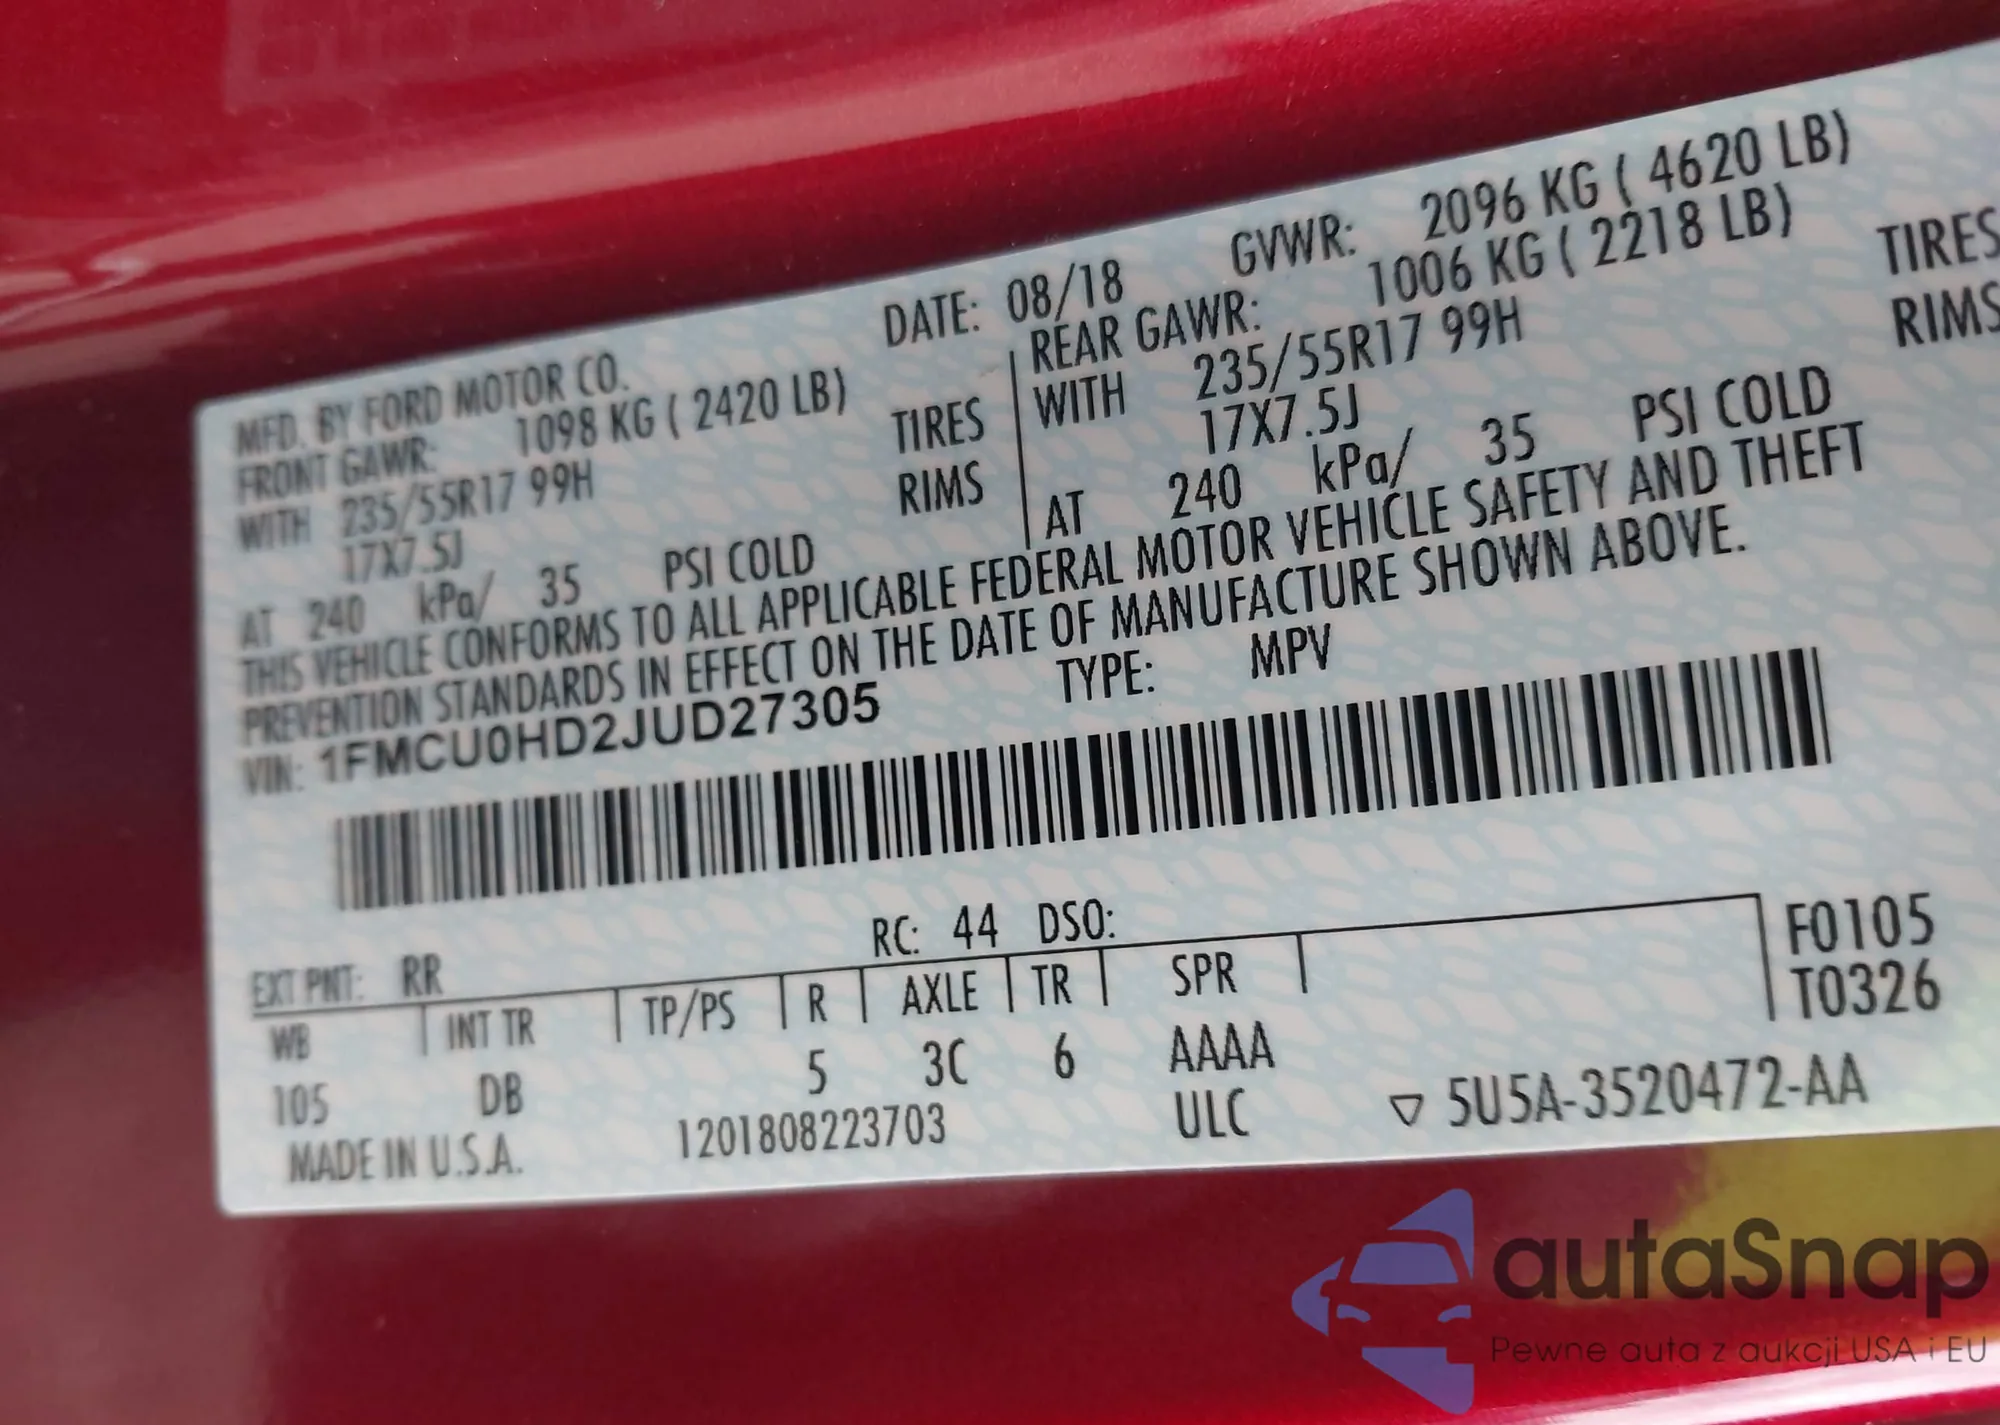 MFD. BY FORD MOTOR CO.
DATE: 08/18 GVWR: 2096 KG ( 4620 LB)
FRONT GAWR: 1098 KG ( 2420 LB)
WITH 235/55R17 99H TIRES
17X7.5J RIMS
AT 240 kPa/ 35 PSI COLD
REAR GAWR: 1006 KG ( 2218 LB)
WITH 235/55R17 99H TIRES
17X7.5J RIMS
AT 240 kPa/ 35 PSI COLD
THIS VEHICLE CONFORMS TO ALL APPLICABLE FEDERAL MOTOR VEHICLE SAFETY AND THEFT
PREVENTION STANDARDS IN EFFECT ON THE DATE OF MANUFACTURE SHOWN ABOVE.
VIN: 1FMCU0HD2JUD27305 TYPE: MPV
EXT PNT: RR RC: 44 DSO: F0105
WB INT TR TP/PS R AXLE TR SPR T0326
105 DB 5 3C 6 AAAA
MADE IN U.S.A. 1201808223703 ULC ▽ 5U5A-3520472-AA
autaSnap
Pewne auta z aukcji USA i EU